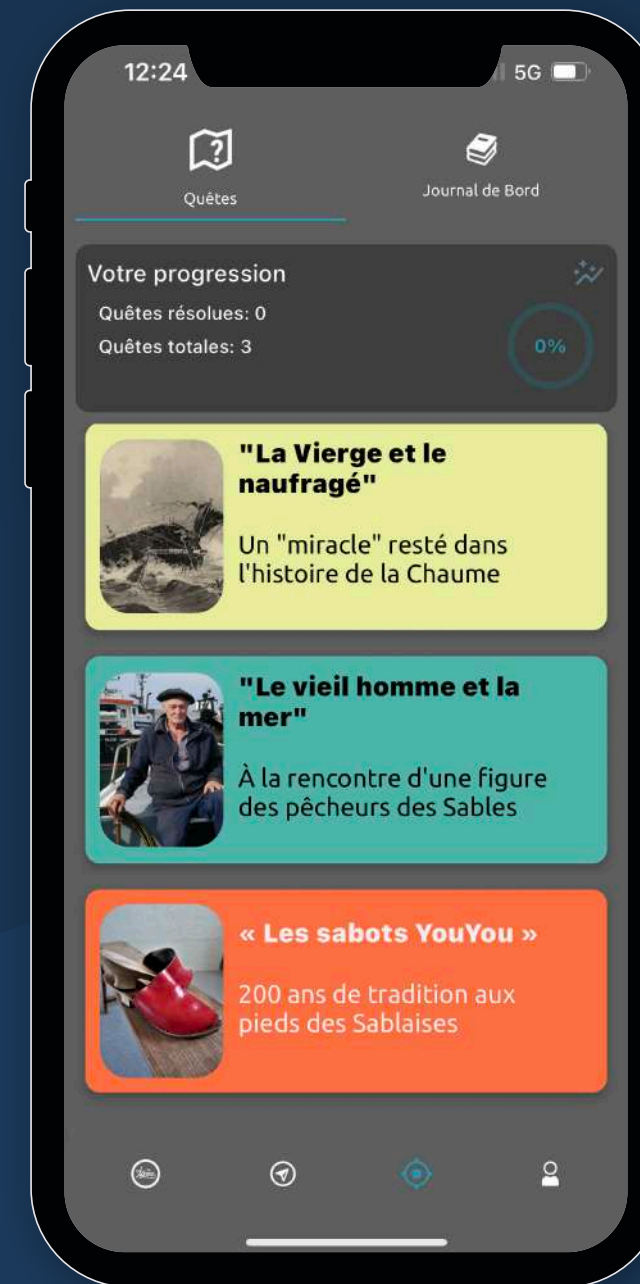 12:24
5G
Quêtes
Journal de Bord
Votre progression
Quêtes résolues: 0
Quêtes totales: 3
0%
"La Vierge et le
naufragé"
Un "miracle" resté dans
l'histoire de la Chaume
"Le vieil homme et la
mer"
À la rencontre d'une figure
des pêcheurs des Sables
« Les sabots YouYou »
200 ans de tradition aux
pieds des Sablaises